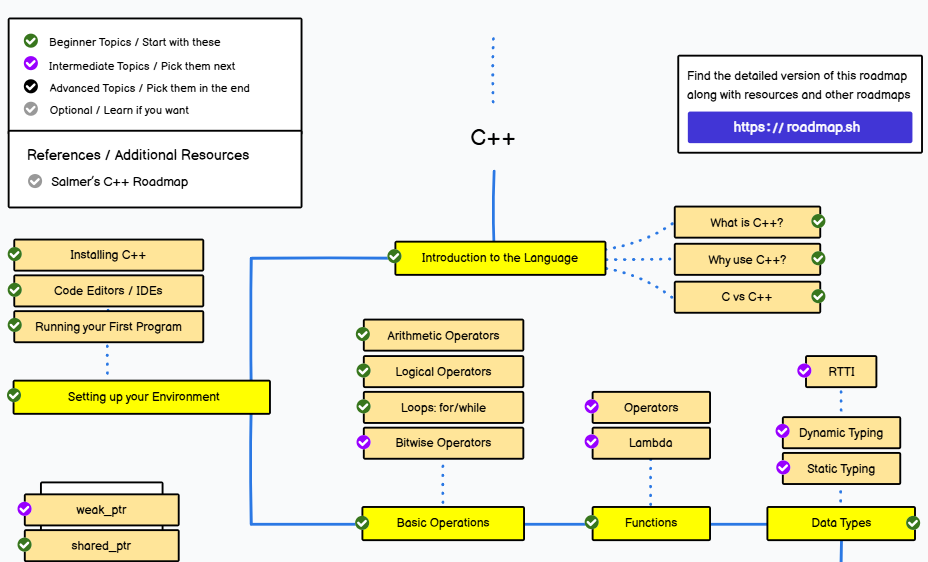 Beginner Topics / Start with these
Intermediate Topics / Pick them next
Advanced Topics / Pick them in the end
Optional / Learn if you want
References / Additional Resources
Salmer's C++ Roadmap
C++
Find the detailed version of this roadmap
along with resources and other roadmaps
https://roadmap.sh
Introduction to the Language
What is C++?
Why use C++?
C vs C++
Installing C++
Code Editors / IDEs
Running your First Program
Setting up your Environment
Arithmetic Operators
Logical Operators
Loops: for/while
Bitwise Operators
Basic Operations
Operators
Lambda
Functions
RTTI
Dynamic Typing
Static Typing
Data Types
weak_ptr
shared_ptr